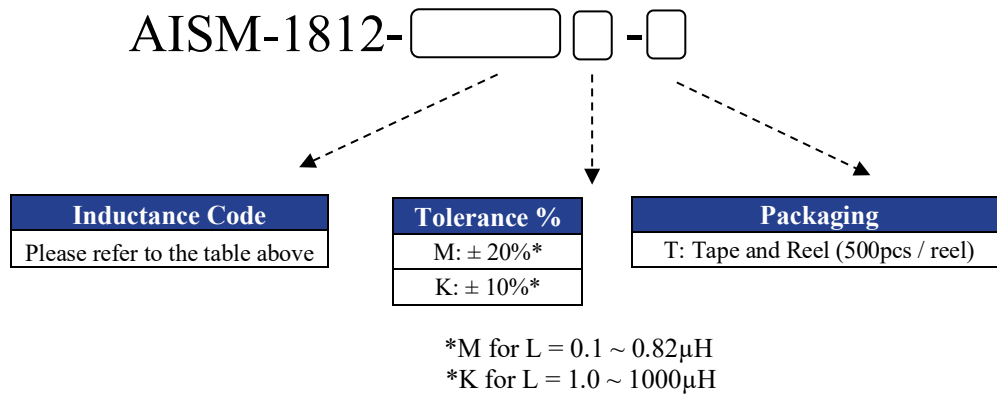 AISM-1812- -
Inductance Code
Please refer to the table above
Tolerance %
M: ± 20%*
K: ± 10%*
Packaging
T: Tape and Reel (500pcs / reel)
*M for L = 0.1 ~ 0.82µH
*K for L = 1.0 ~ 1000µH